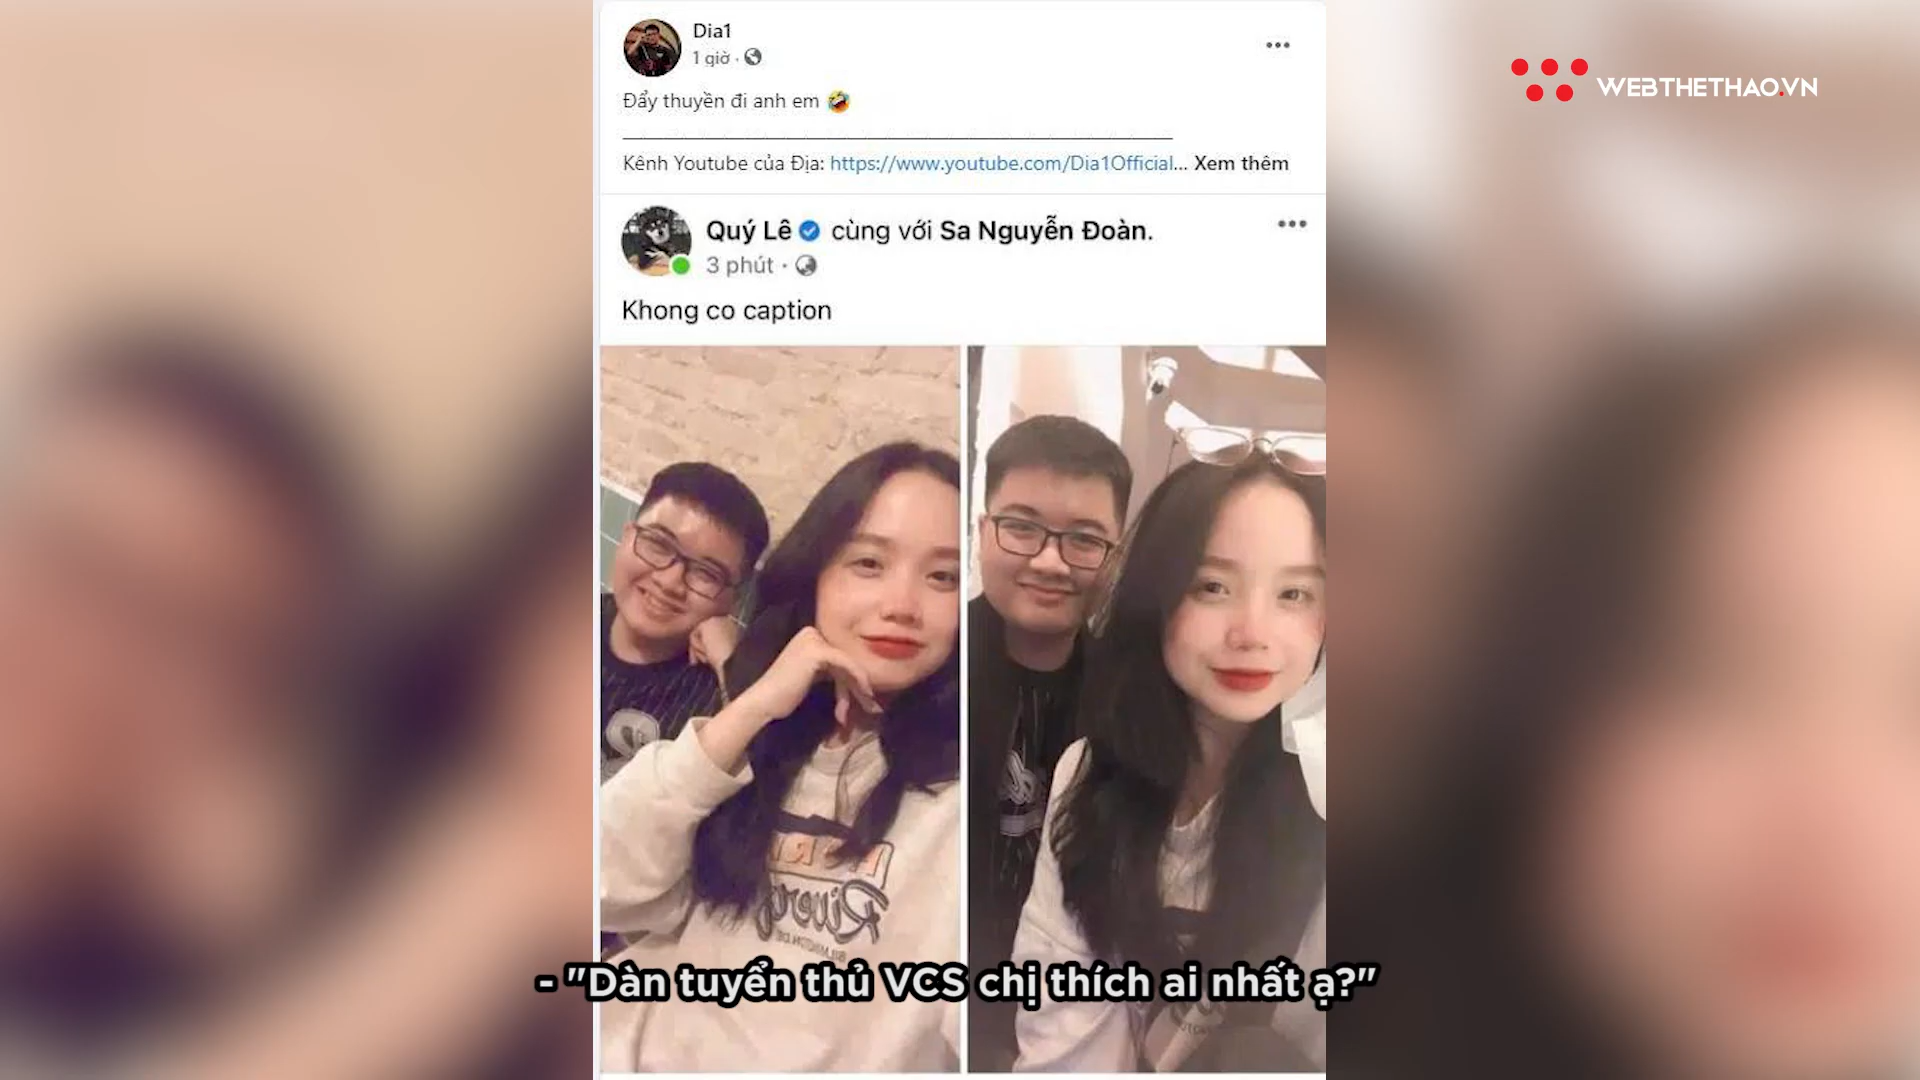 Dia1
1 giờ ·
WEBTHETHAO.VN
Đẩy thuyền đi anh em 🤣
Kênh Youtube của Địa: https://www.youtube.com/Dia1Official... Xem thêm
Quý Lê cùng với Sa Nguyễn Đoàn.
3 phút ·
Khong co caption
- "Dàn tuyển thủ VCS chị thích ai nhất ạ?"